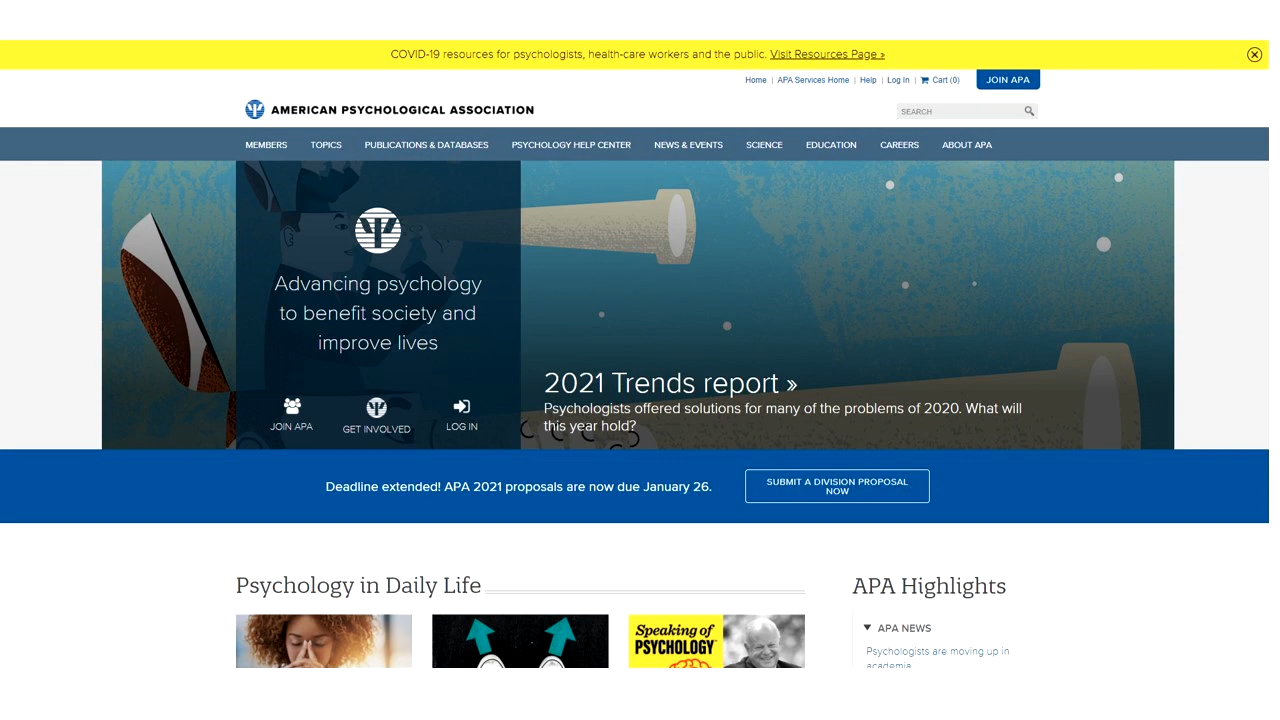 COVID-19 resources for psychologists, health-care workers and the public. Visit Resources Page »
Home | APA Services Home | Help | Log In | Cart (0) JOIN APA
AMERICAN PSYCHOLOGICAL ASSOCIATION
SEARCH
MEMBERS TOPICS PUBLICATIONS & DATABASES PSYCHOLOGY HELP CENTER NEWS & EVENTS SCIENCE EDUCATION CAREERS ABOUT APA
Advancing psychology
to benefit society and
improve lives
JOIN APA GET INVOLVED LOG IN
2021 Trends report »
Psychologists offered solutions for many of the problems of 2020. What will
this year hold?
Deadline extended! APA 2021 proposals are now due January 26.
SUBMIT A DIVISION PROPOSAL
NOW
Psychology in Daily Life
Speaking of
PSYCHOLOGY
APA Highlights
APA NEWS
Psychologists are moving up in
academia